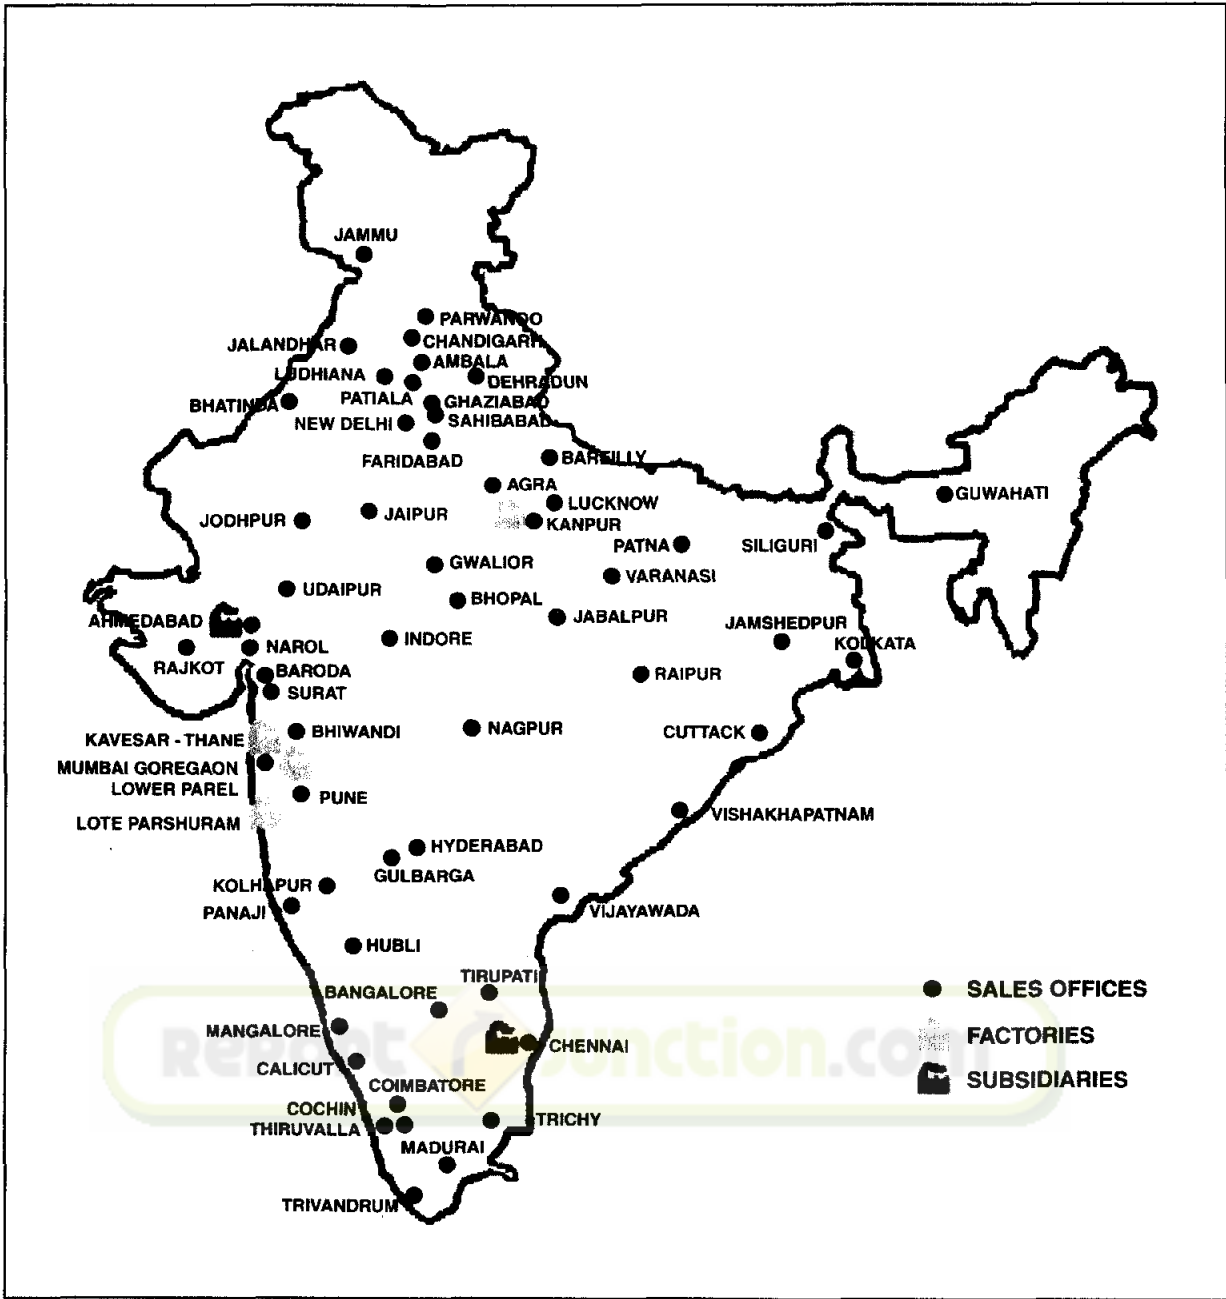 JAMMU
PARWANOO
CHANDIGARH
JALANDHAR
AMBALA
LUDHIANA
DEHRADUN
PATIALA
GHAZIABAD
BHATINDA
SAHIBABAD
NEW DELHI
FARIDABAD
BAREILLY
AGRA
GUWAHATI
LUCKNOW
JAIPUR
JODHPUR
KANPUR
PATNA
SILIGURI
GWALIOR
VARANASI
UDAIPUR
BHOPAL
JABALPUR
AHMEDABAD
JAMSHEDPUR
INDORE
KOLKATA
NAROL
RAJKOT
BARODA
RAIPUR
SURAT
BHIWANDI
NAGPUR
CUTTACK
KAVESAR - THANE
MUMBAI GOREGAON
LOWER PAREL
PUNE
LOTE PARSHURAM
VISHAKHAPATNAM
HYDERABAD
GULBARGA
KOLHAPUR
PANAJI
VIJAYAWADA
HUBLI
TIRUPATI
BANGALORE
SALES OFFICES
MANGALORE
FACTORIES
CHENNAI
CALICUT
SUBSIDIARIES
COIMBATORE
COCHIN
THIRUVALLA
TRICHY
MADURAI
TRIVANDRUM
Report Junction.com